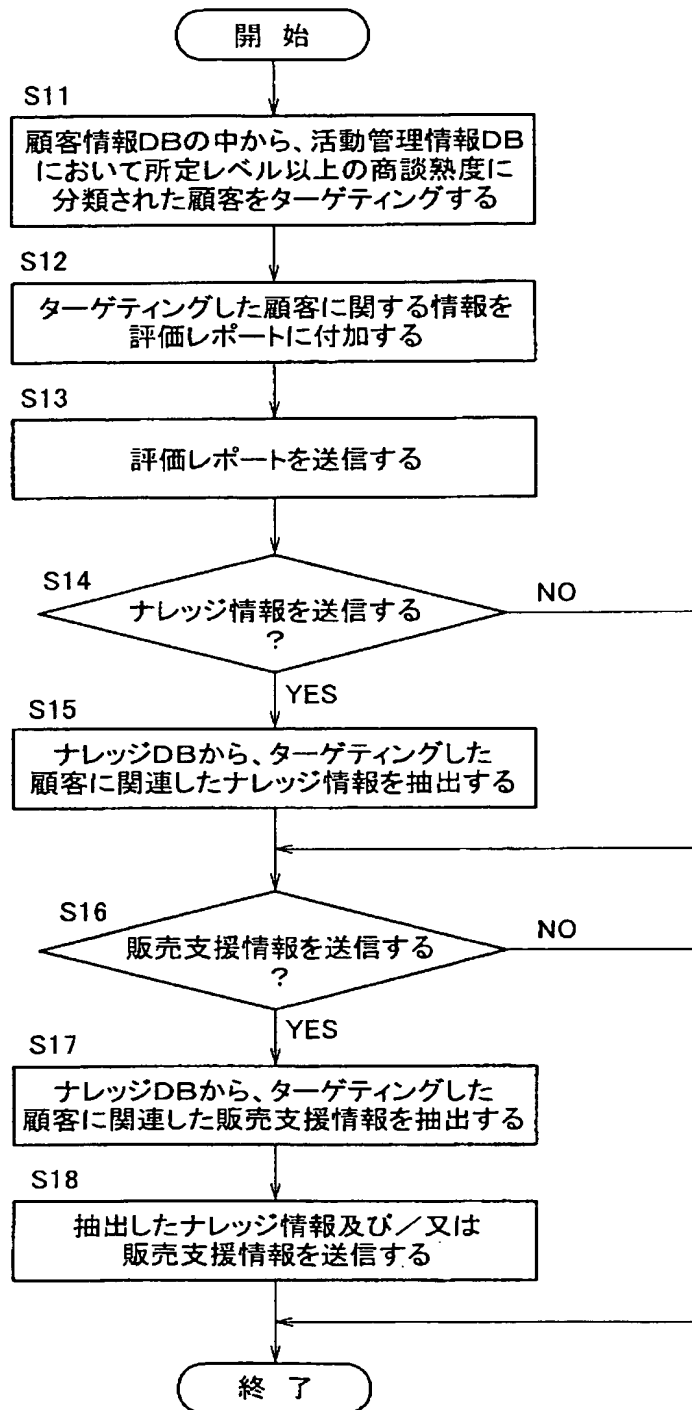 開始
S11
顧客情報DBの中から、活動管理情報DB
において所定レベル以上の商談熟度に
分類された顧客をターゲティングする
S12
ターゲティングした顧客に関する情報を
評価レポートに付加する
S13
評価レポートを送信する
S14
ナレッジ情報を送信する
?
NO
YES
S15
ナレッジDBから、ターゲティングした
顧客に関連したナレッジ情報を抽出する
S16
販売支援情報を送信する
?
NO
YES
S17
ナレッジDBから、ターゲティングした
顧客に関連した販売支援情報を抽出する
S18
抽出したナレッジ情報及び/又は
販売支援情報を送信する
終了